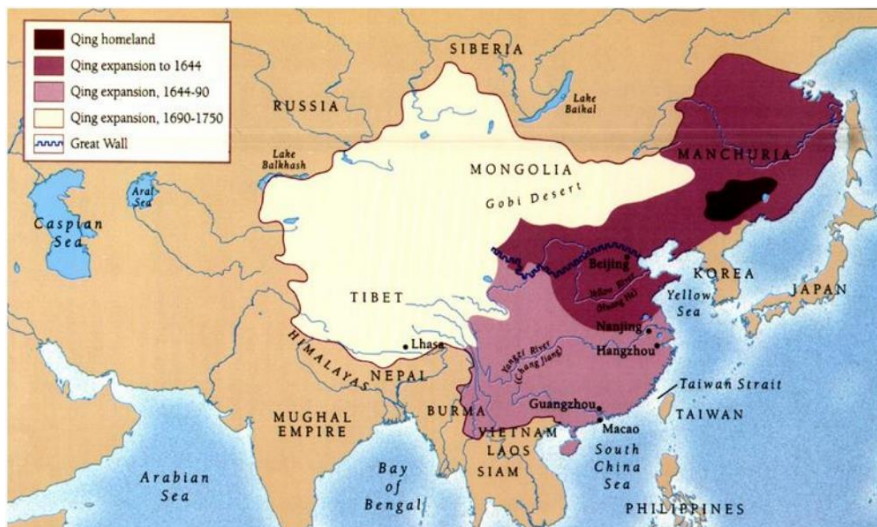 Qing homeland
Qing expansion to 1644
Qing expansion, 1644-90
Qing expansion, 1690-1750
Great Wall
SIBERIA
RUSSIA
Lake
Baikal
Lake
Balkhash
MONGOLIA
MANCHURIA
Gobi Desert
Aral
Sea
Caspian
Sea
Beijing
KOREA
JAPAN
Yellow River
(Huang He)
Yellow
Sea
TIBET
Nanjing
Lhasa
Hangzhou
Yangzi River
(Chang Jiang)
HIMALAYAS
NEPAL
Taiwan Strait
BURMA
Guangzhou
TAIWAN
MUGHAL
EMPIRE
Macao
VIETNAM
LAOS
SIAM
South
China
Sea
Arabian
Sea
Bay
of
Bengal
PHILIPPINES